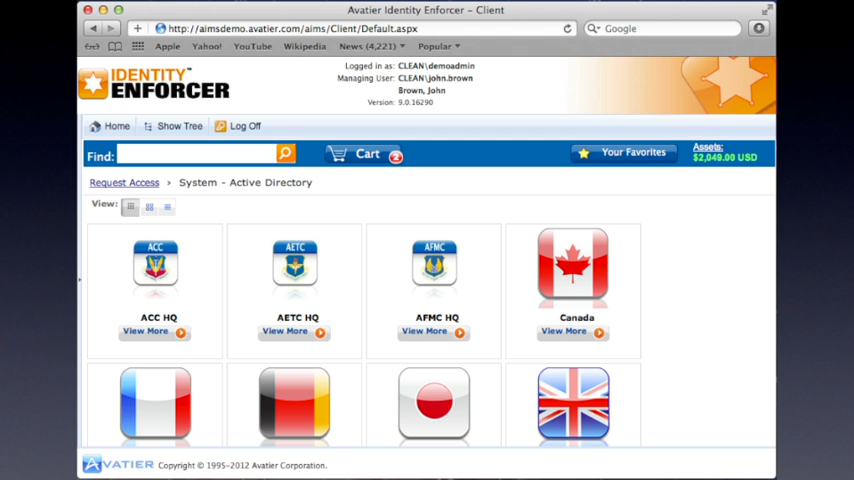 Avatier Identity Enforcer - Client
http://aimsdemo.avatier.com/aims/Client/Default.aspx
Google
Apple Yahoo! YouTube Wikipedia News (4,221) Popular
IDENTITY™
ENFORCER
Logged in as: CLEAN\demoadmin
Managing User: CLEAN\john.brown
Brown, John
Version: 9.0.16290
Home Show Tree Log Off
Find: Cart 2 Your Favorites Assets:
$2,049.00 USD
Request Access › System - Active Directory
View:
ACC AETC AFMC
ACC HQ AETC HQ AFMC HQ Canada
View More View More View More View More
AVATIER Copyright © 1995-2012 Avatier Corporation.